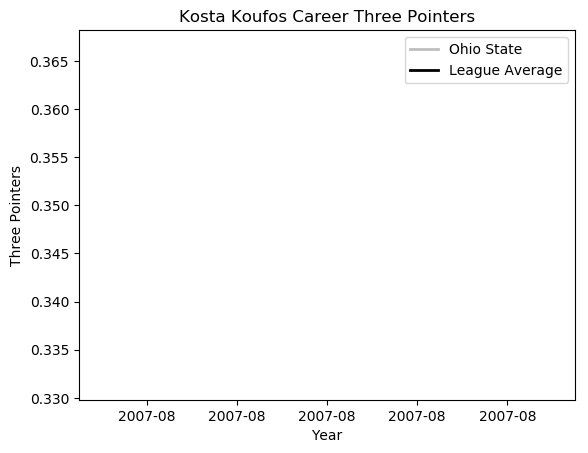 Kosta Koufos Career Three Pointers
Ohio State
League Average
0.365
0.360
0.355
0.350
0.345
0.340
0.335
0.330
Three Pointers
2007-08 2007-08 2007-08 2007-08 2007-08
Year